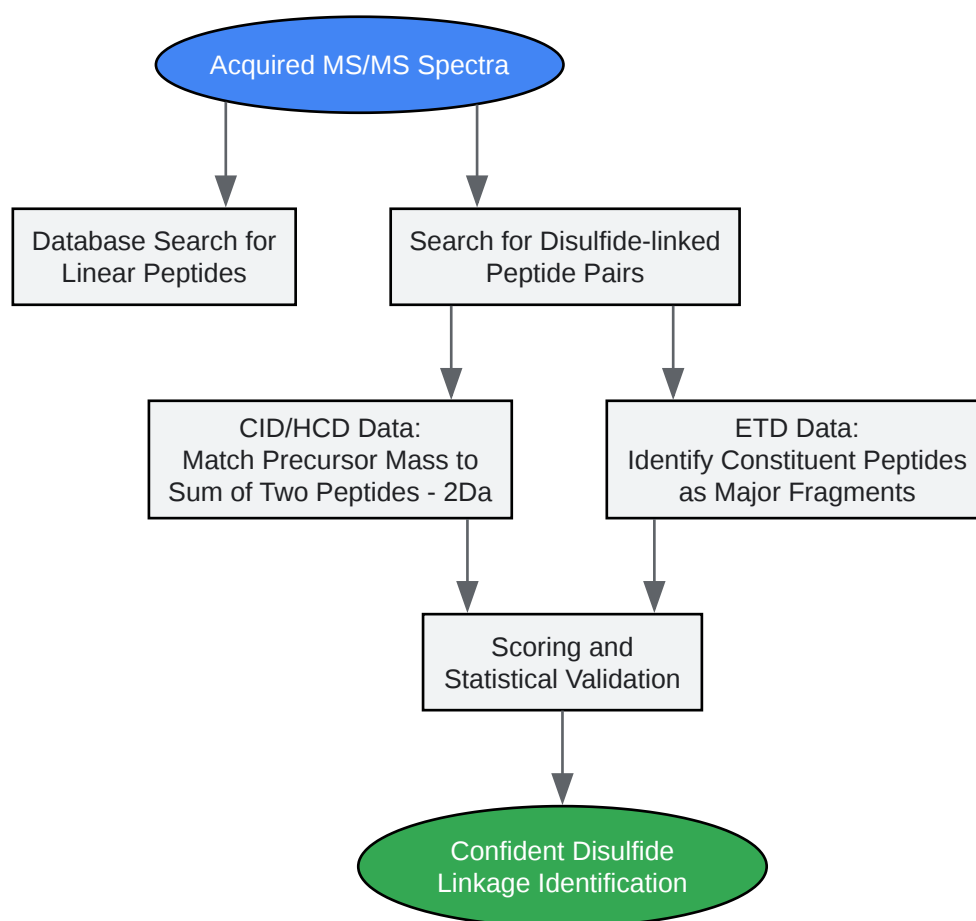 Acquired MS/MS Spectra
Database Search for
Linear Peptides
Search for Disulfide-linked
Peptide Pairs
CID/HCD Data:
Match Precursor Mass to
Sum of Two Peptides - 2Da
ETD Data:
Identify Constituent Peptides
as Major Fragments
Scoring and
Statistical Validation
Confident Disulfide
Linkage Identification